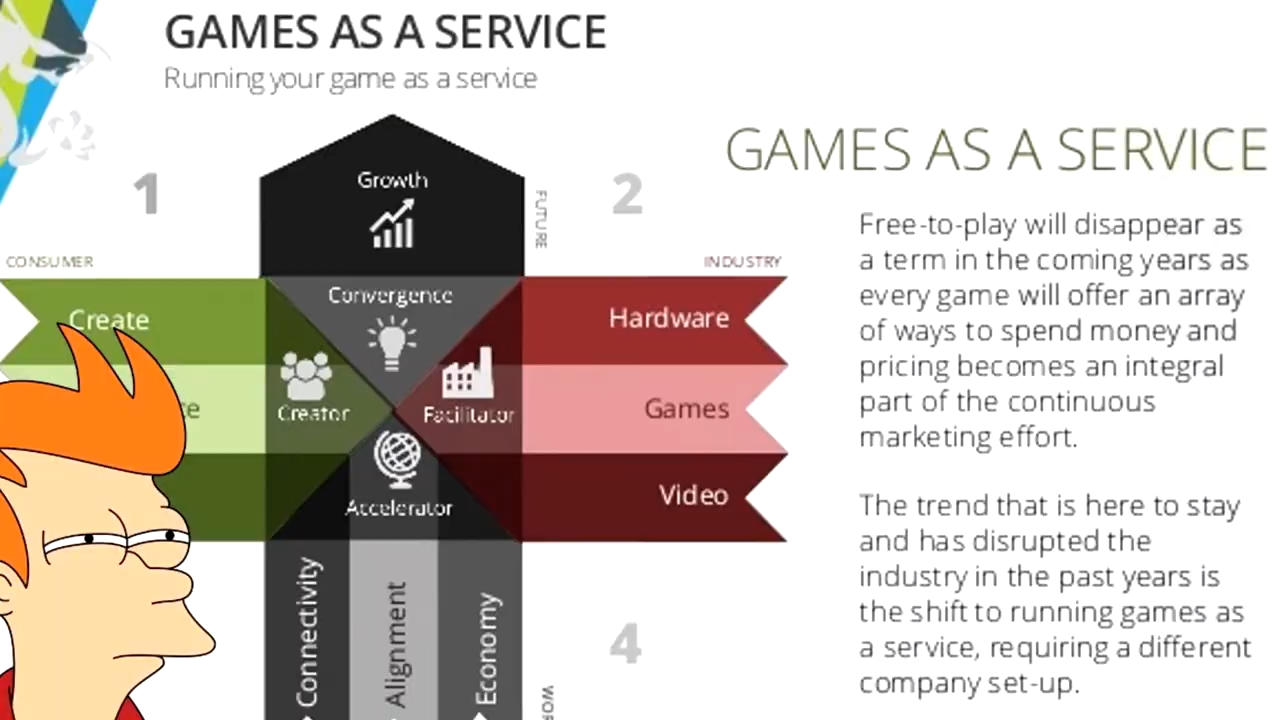 GAMES AS A SERVICE
Running your game as a service
1
2
Growth
FUTURE
CONSUMER
INDUSTRY
Create
Convergence
Hardware
Creator
Facilitator
Games
Accelerator
Video
Connectivity
Alignment
Economy
4
GAMES AS A SERVICE
Free-to-play will disappear as
a term in the coming years as
every game will offer an array
of ways to spend money and
pricing becomes an integral
part of the continuous
marketing effort.
The trend that is here to stay
and has disrupted the
industry in the past years is
the shift to running games as
a service, requiring a different
company set-up.